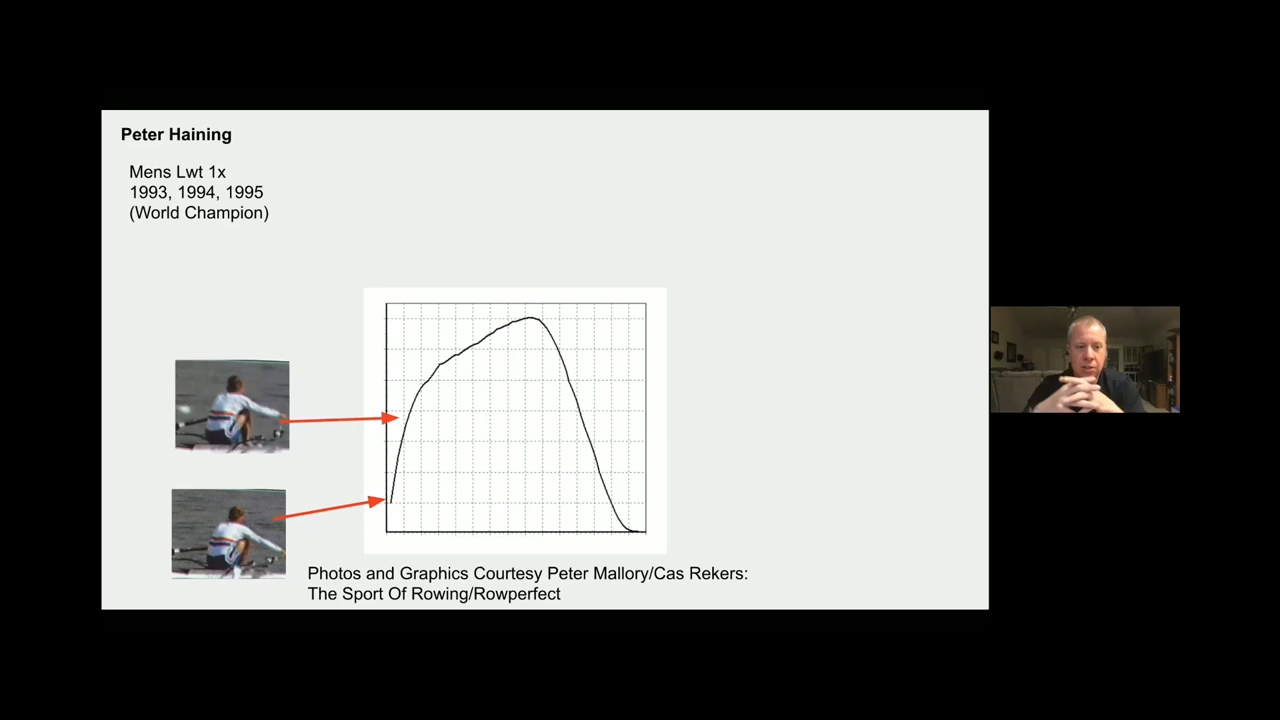 Peter Haining
Mens Lwt 1x
1993, 1994, 1995
(World Champion)
Photos and Graphics Courtesy Peter Mallory/Cas Rekers:
The Sport Of Rowing/Rowperfect